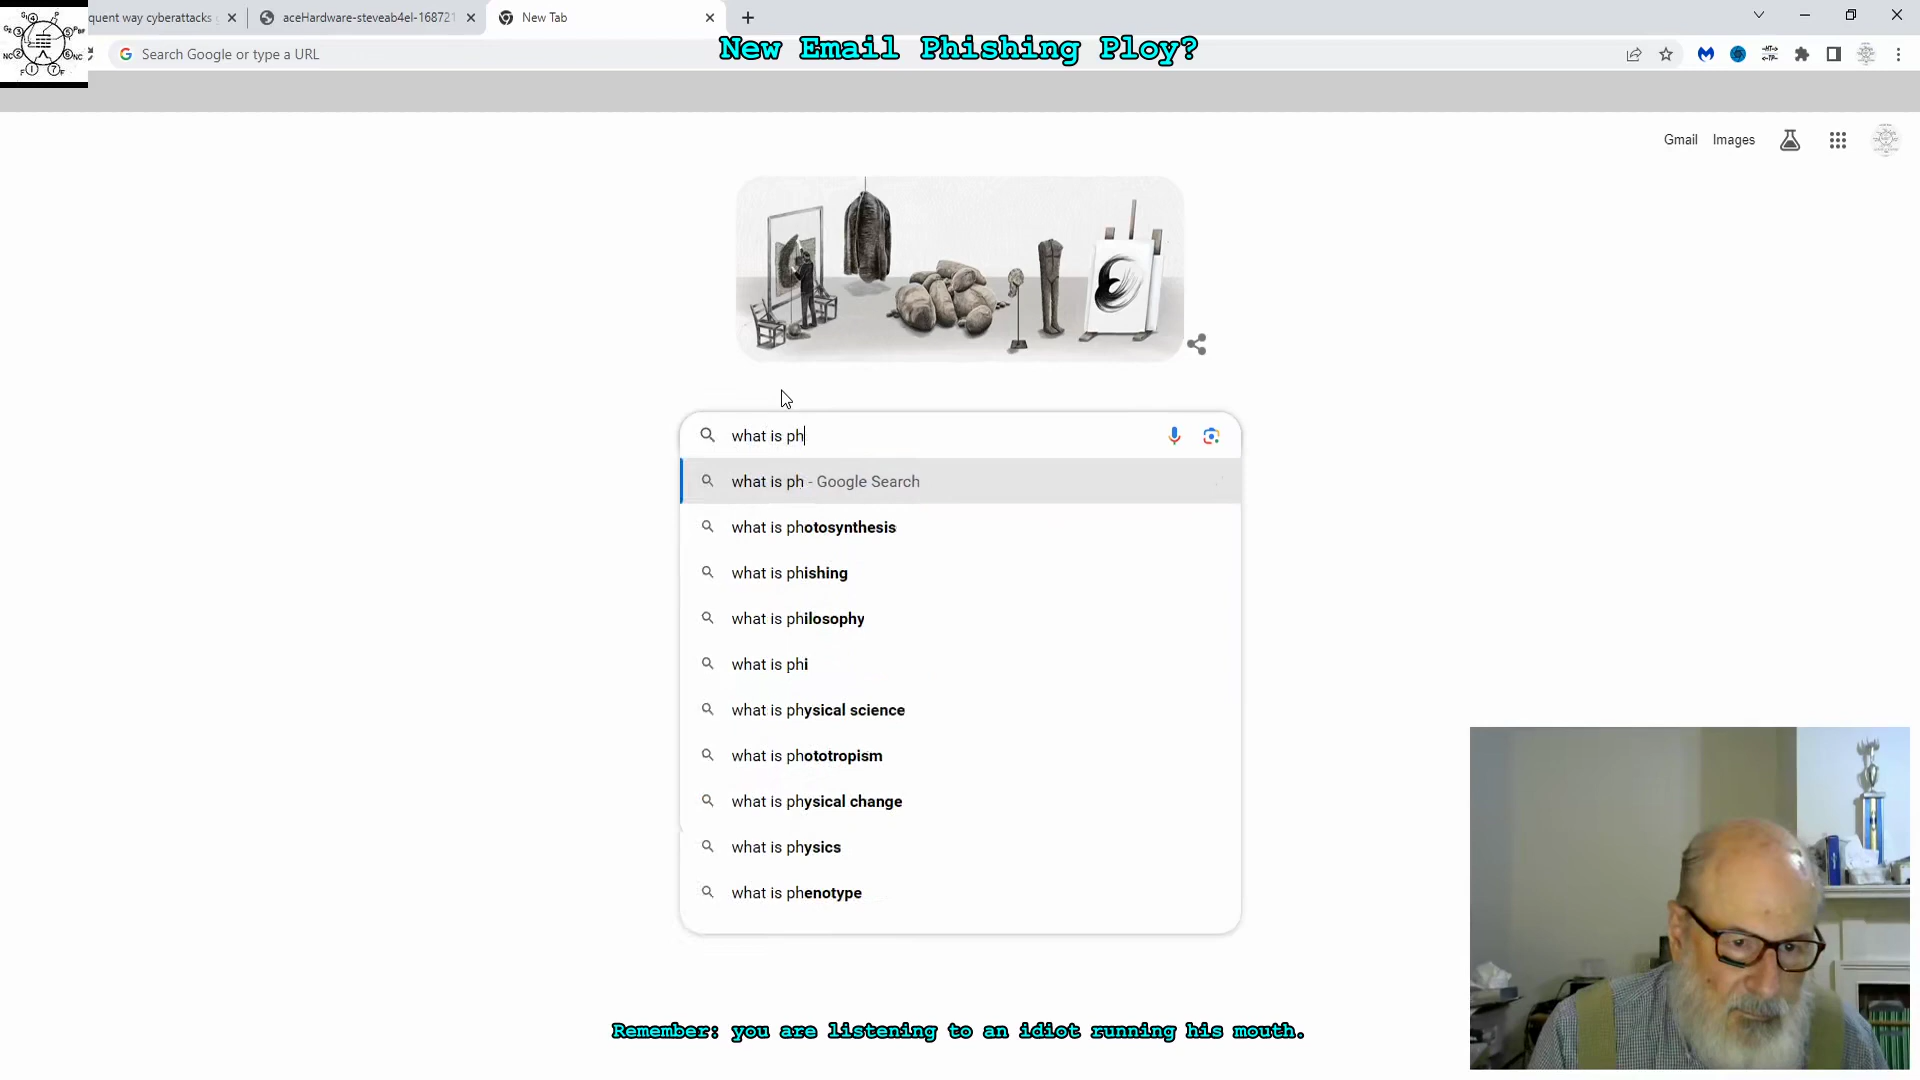 quent way cyberattacks
aceHardware-steveab4el-168721
New Tab
New Email Phishing Ploy?
Search Google or type a URL
Gmail Images
what is ph
what is ph - Google Search
what is photosynthesis
what is phishing
what is philosophy
what is phi
what is physical science
what is phototropism
what is physical change
what is physics
what is phenotype
Remember: you are listening to an idiot running his mouth.